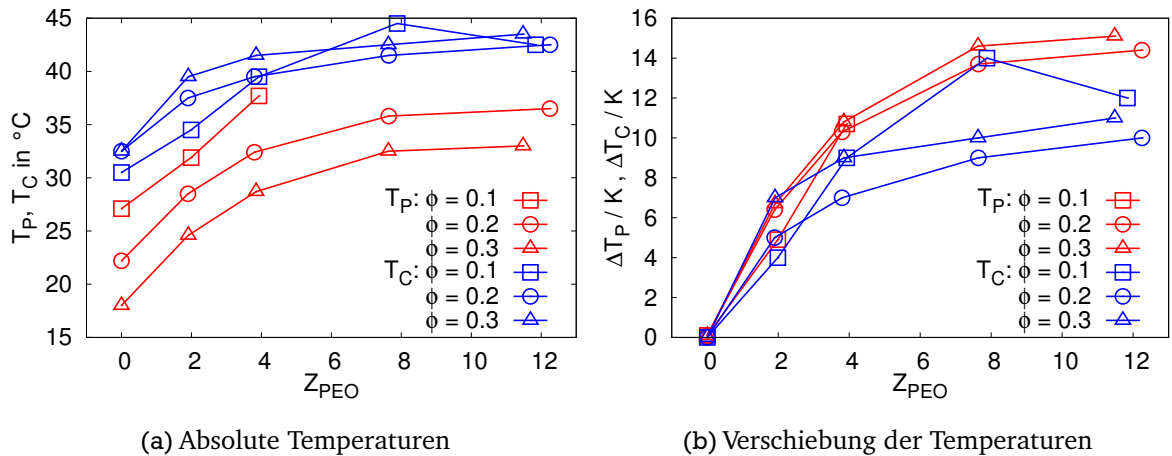 45
40
35
30
25
20
15
0 2 4 6 8 10 12
T_P, T_C in °C
Z_PEO
T_P: ϕ = 0.1
ϕ = 0.2
ϕ = 0.3
T_C: ϕ = 0.1
ϕ = 0.2
ϕ = 0.3
(a) Absolute Temperaturen
16
14
12
10
8
6
4
2
0
0 2 4 6 8 10 12
ΔT_P / K , ΔT_C / K
Z_PEO
T_P: ϕ = 0.1
ϕ = 0.2
ϕ = 0.3
T_C: ϕ = 0.1
ϕ = 0.2
ϕ = 0.3
(b) Verschiebung der Temperaturen